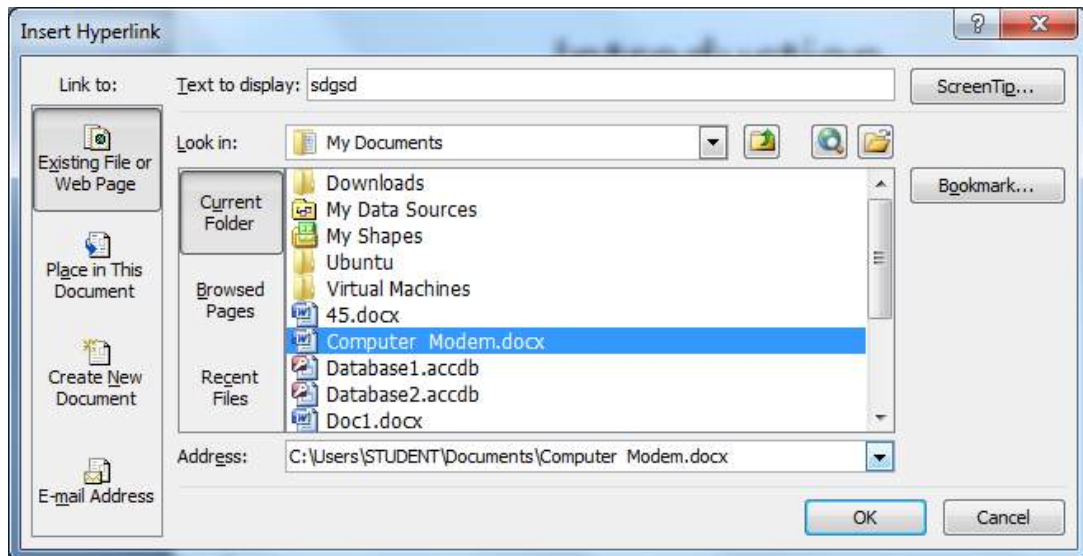 Insert Hyperlink
Introduction
Link to:
Text to display: sdgsd
ScreenTip...
Existing File or
Web Page
Look in: My Documents
Bookmark...
Current
Folder
Downloads
My Data Sources
My Shapes
Ubuntu
Virtual Machines
45.docx
Computer Modem.docx
Database1.accdb
Database2.accdb
Doc1.docx
Place in This
Document
Browsed
Pages
Create New
Document
Recent
Files
Address: C:\Users\STUDENT\Documents\Computer Modem.docx
E-mail Address
OK
Cancel